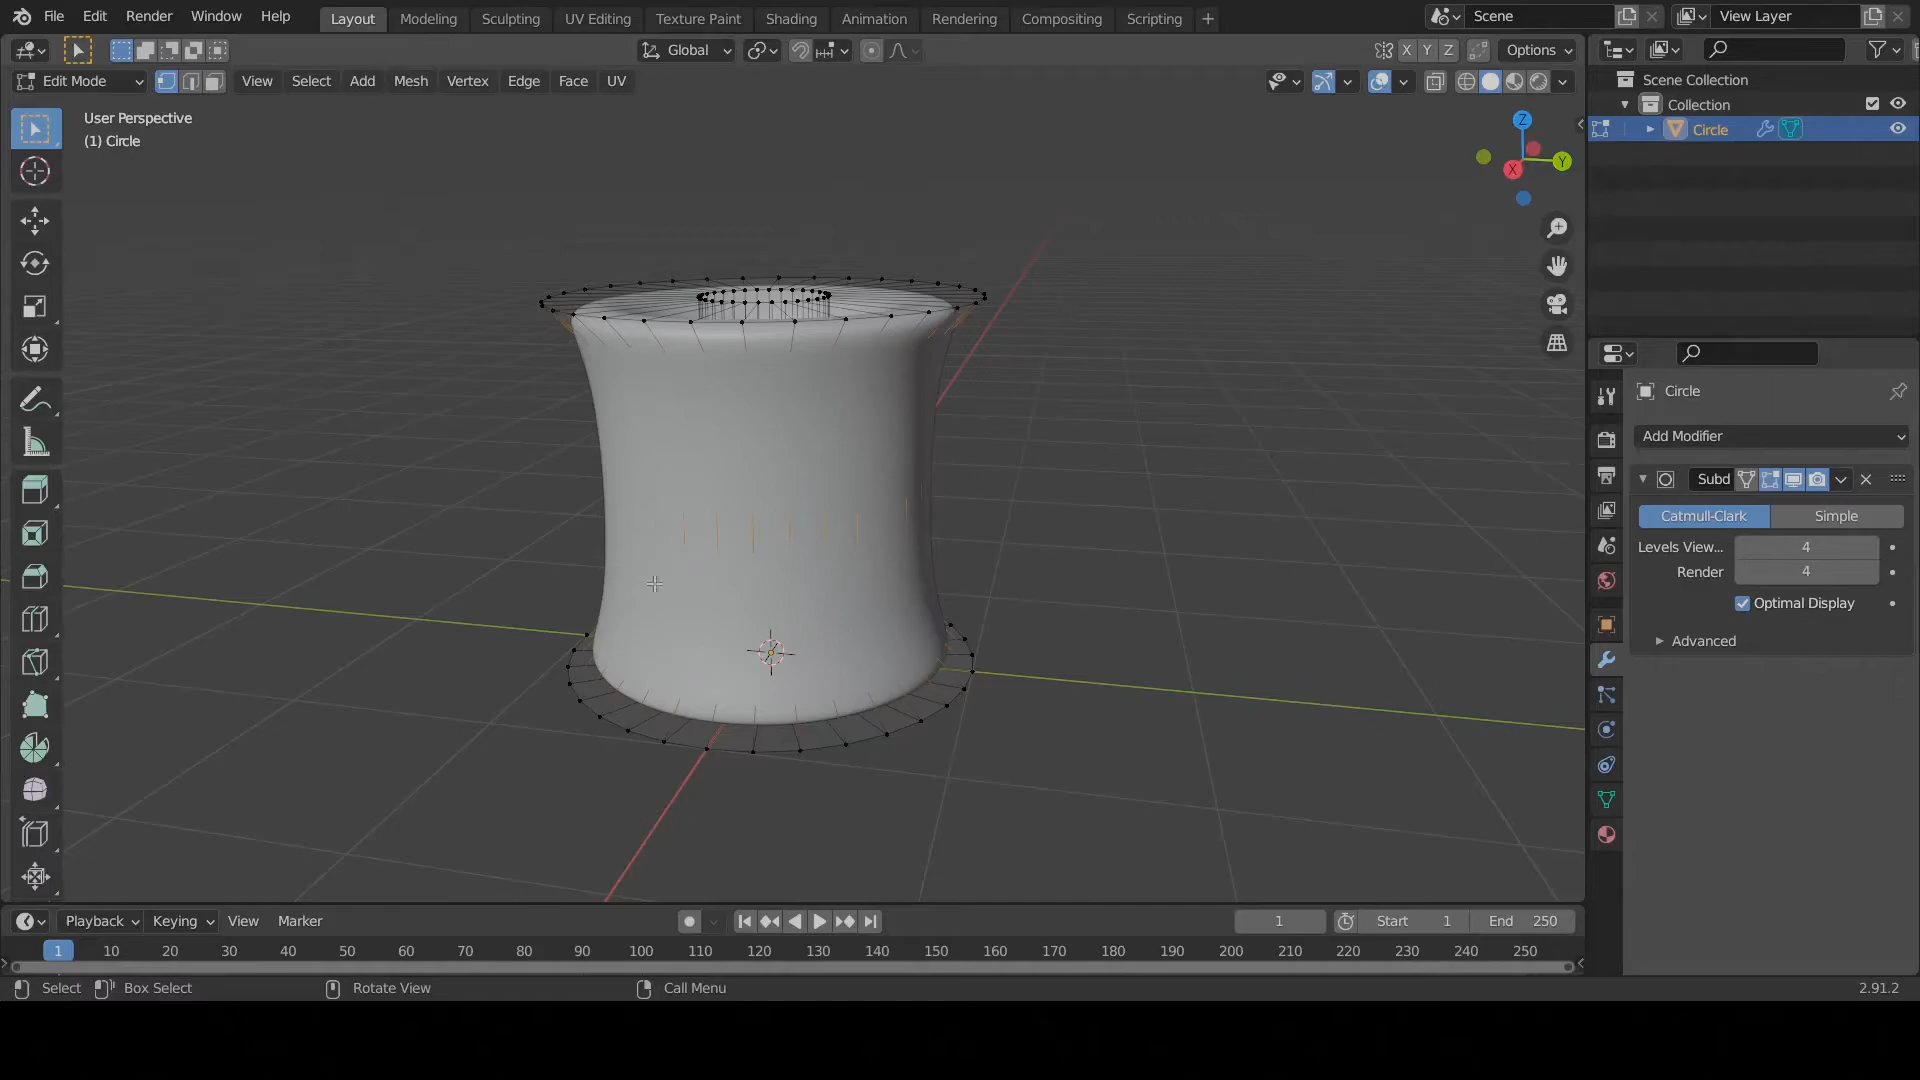 File Edit Render Window Help Layout Modeling Sculpting UV Editing Texture Paint Shading Animation Rendering Compositing Scripting + Scene View Layer
Global X Y Z Options
Edit Mode View Select Add Mesh Vertex Edge Face UV
User Perspective
(1) Circle
Z
Y
X
Scene Collection
Collection
Circle
Circle
Add Modifier
Subd
Catmull-Clark Simple
Levels View... 4
Render 4
Optimal Display
Advanced
Playback Keying View Marker 1 Start 1 End 250
1 10 20 30 40 50 60 70 80 90 100 110 120 130 140 150 160 170 180 190 200 210 220 230 240 250
Select Box Select Rotate View Call Menu 2.91.2